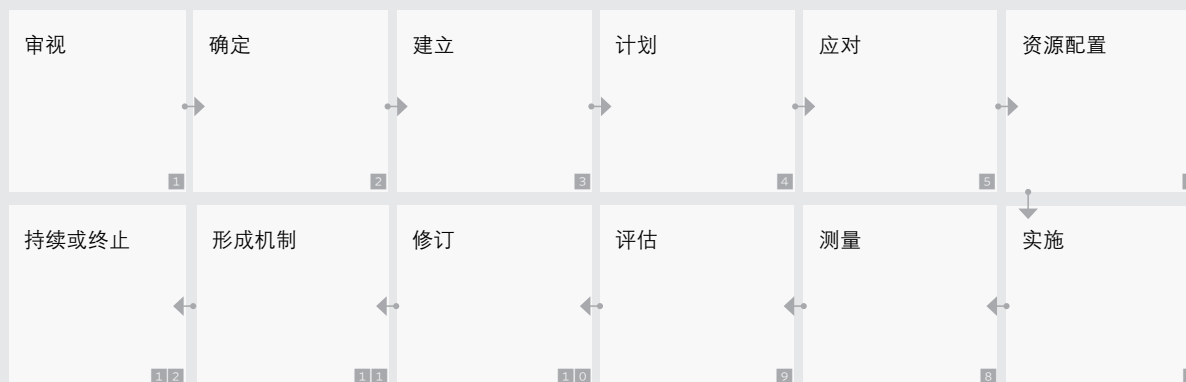 审视
确定
建立
计划
应对
资源配置
1
2
3
4
5
持续或终止
形成机制
修订
评估
测量
实施
12
11
10
9
8